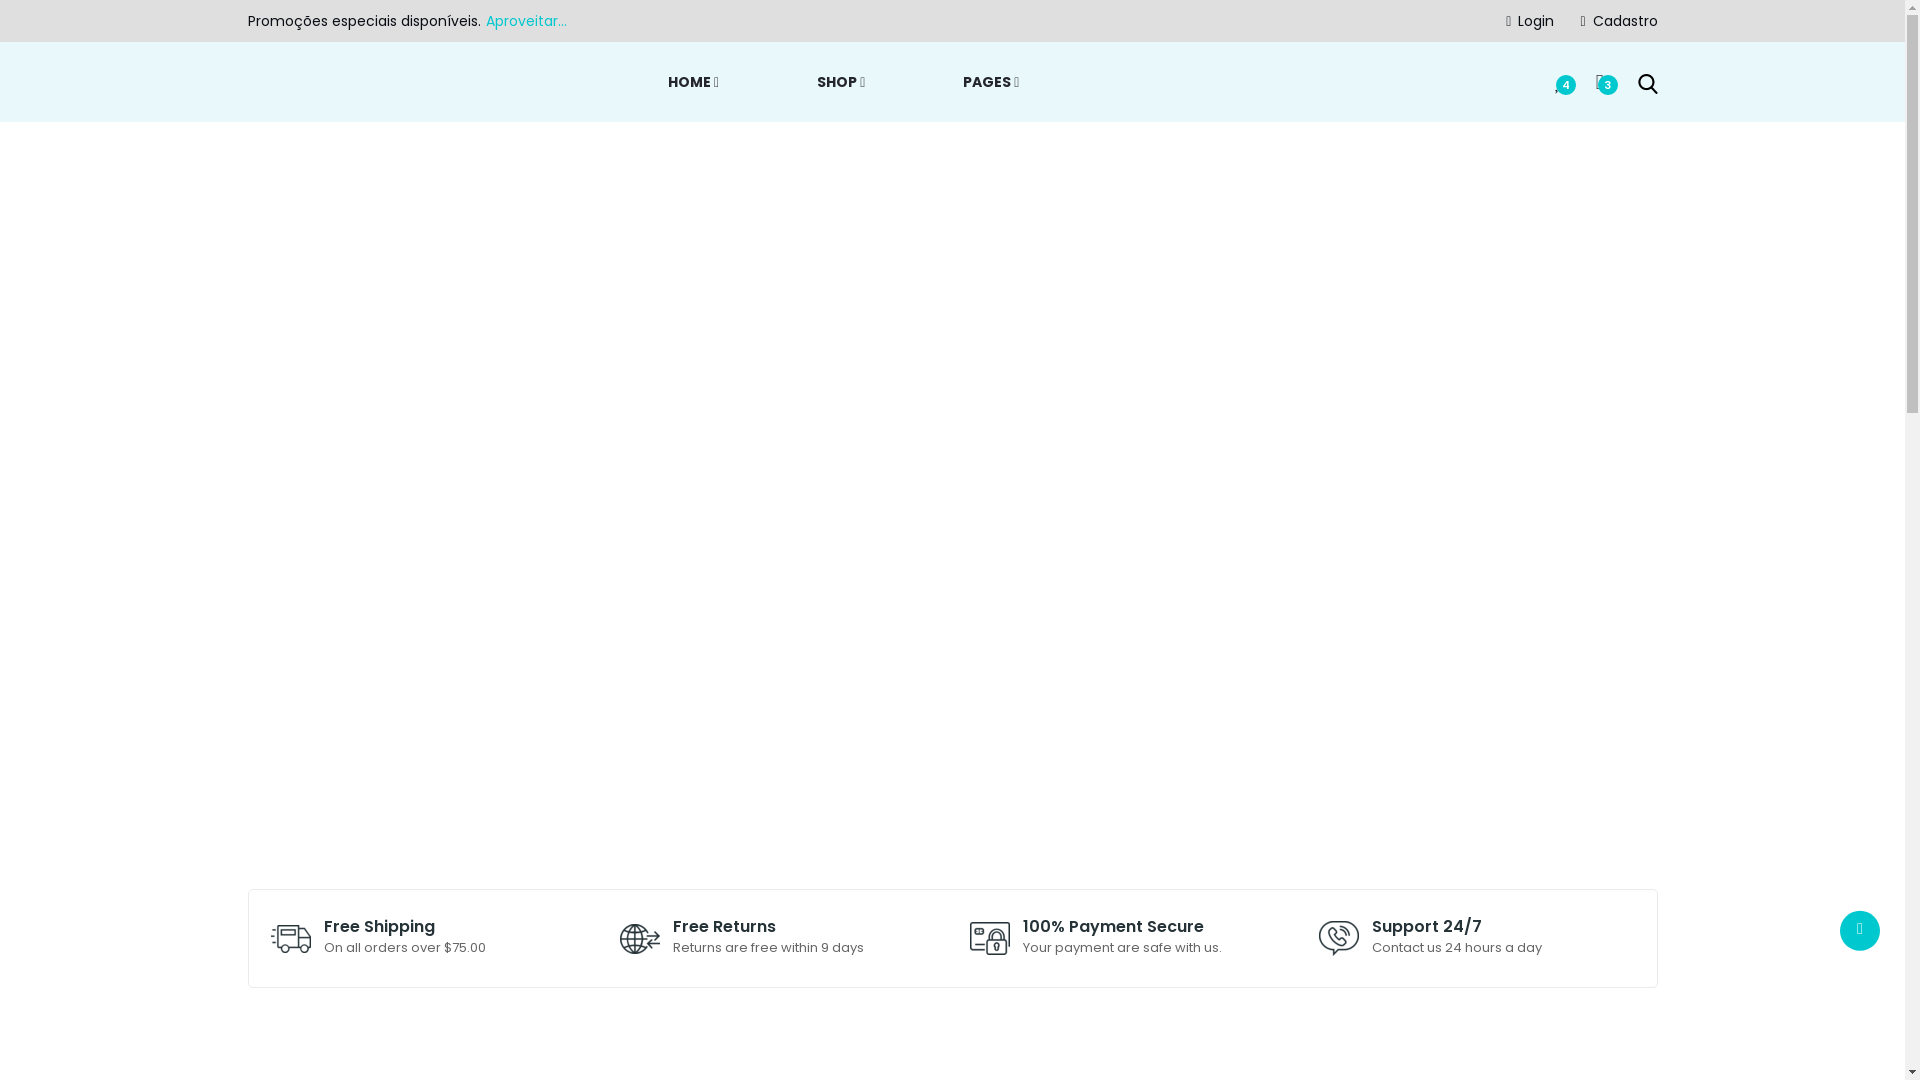 Promoções especiais disponíveis. Aproveitar...
Login
Cadastro
HOME
SHOP
PAGES
4
3
Free Shipping
On all orders over $75.00
Free Returns
Returns are free within 9 days
100% Payment Secure
Your payment are safe with us.
Support 24/7
Contact us 24 hours a day